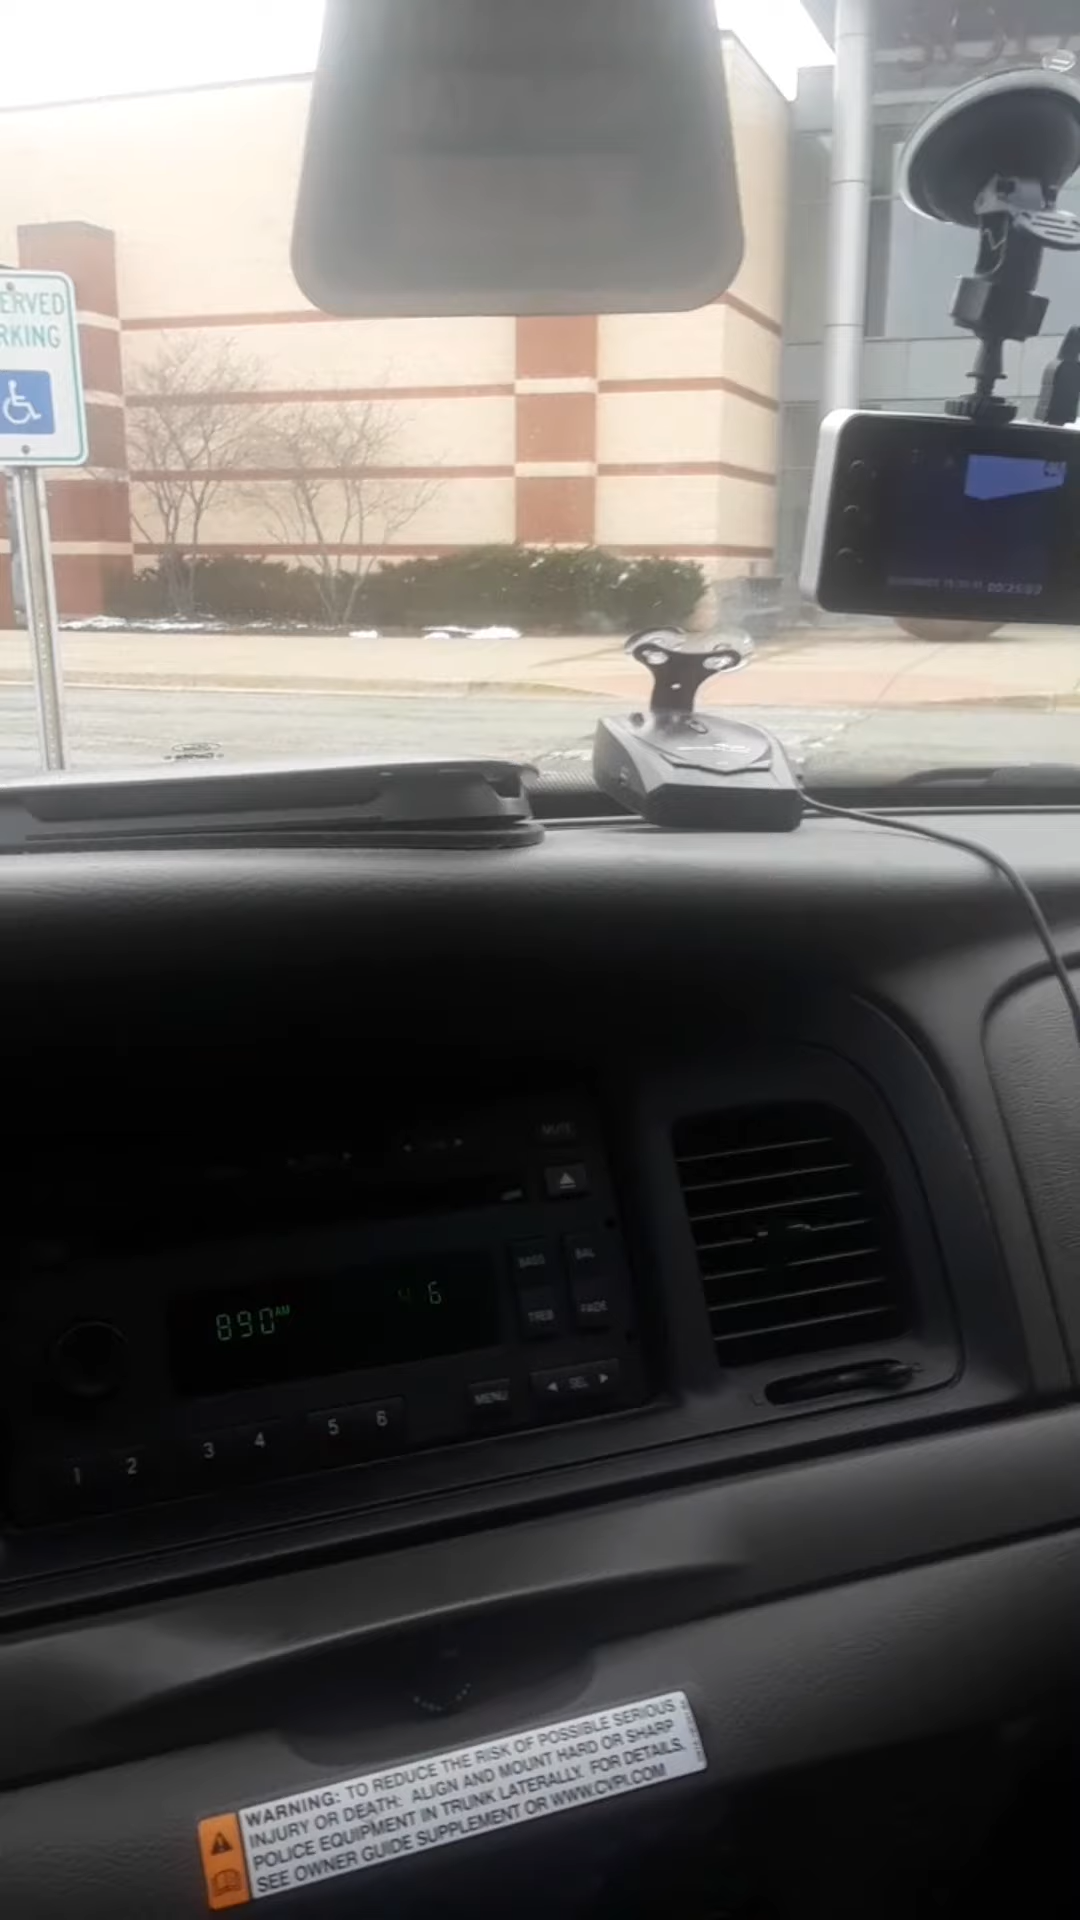 ERVED
RKING
MUTE
BASS
BAL
890 AM
6
TREB
FADE
MENU
SEL
1 2 3 4 5 6
WARNING: TO REDUCE THE RISK OF POSSIBLE SERIOUS
INJURY OR DEATH: ALIGN AND MOUNT HARD OR SHARP
POLICE EQUIPMENT IN TRUNK LATERALLY. FOR DETAILS,
SEE OWNER GUIDE SUPPLEMENT OR WWW.CVPI.COM